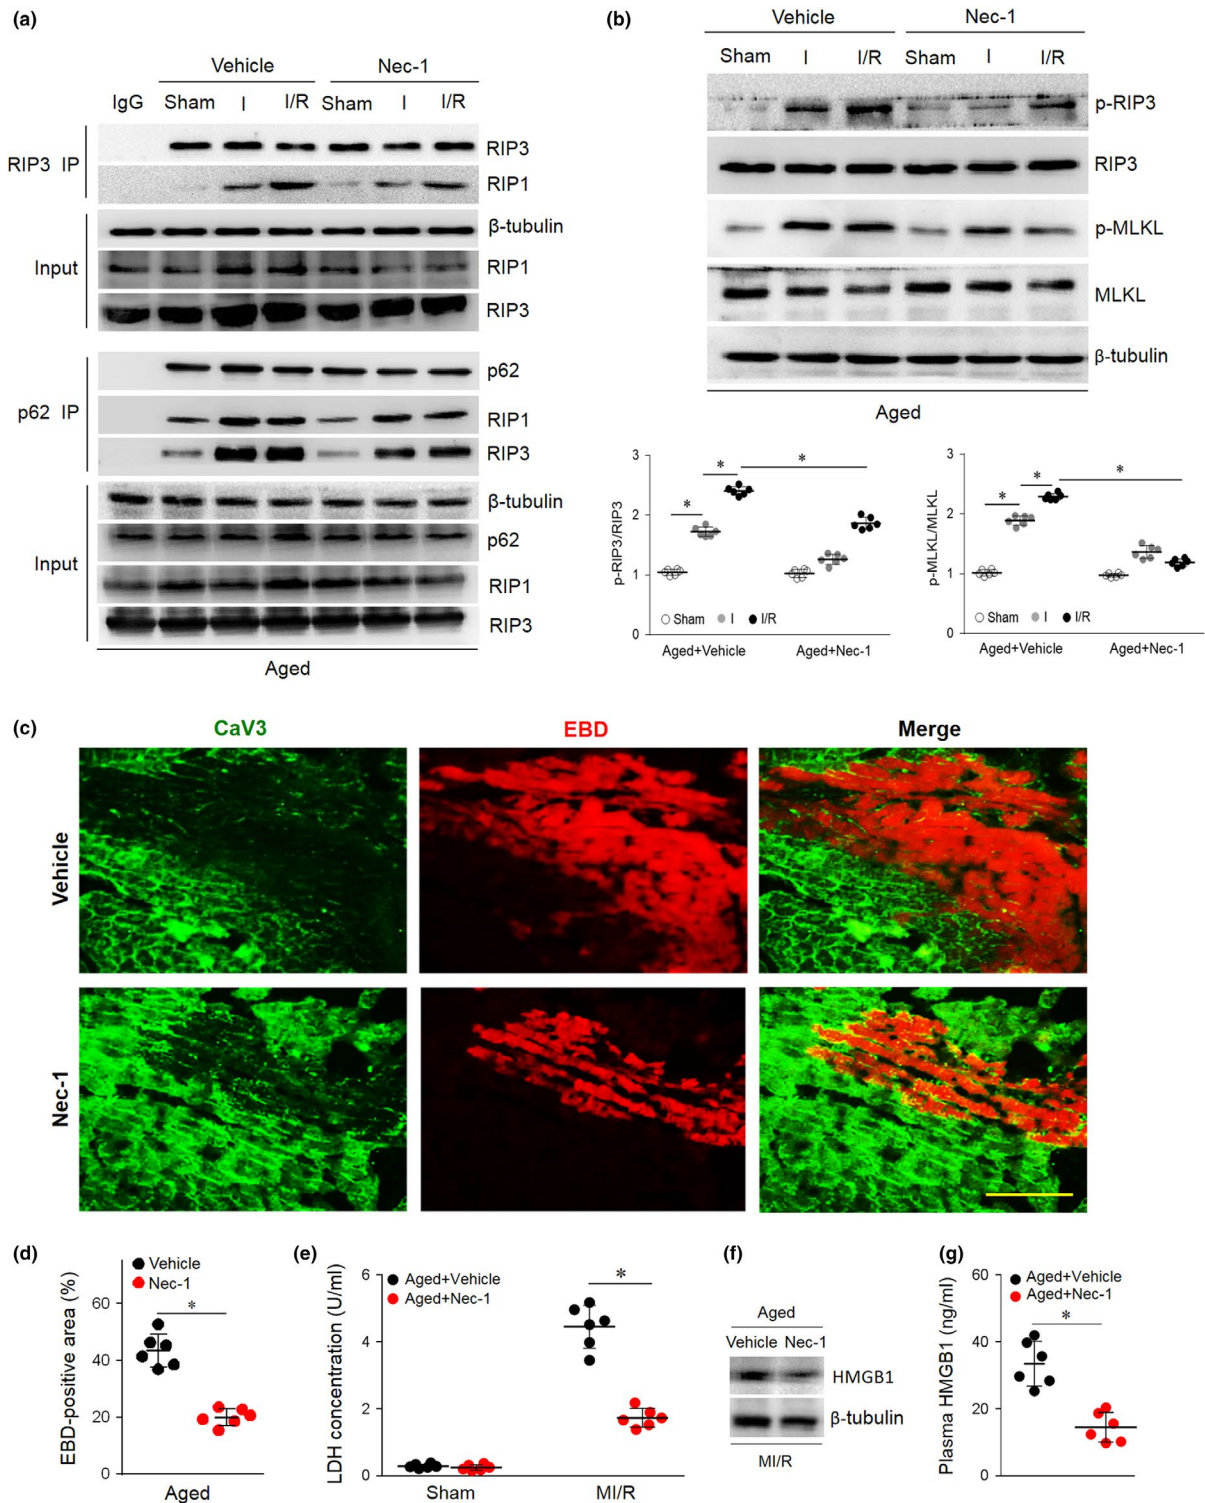 (a)
Vehicle Nec-1
IgG Sham I I/R Sham I I/R
RIP3 IP
RIP3
RIP1
Input
β-tubulin
RIP1
RIP3
p62 IP
p62
RIP1
RIP3
Input
β-tubulin
p62
RIP1
RIP3
Aged
(b)
Vehicle Nec-1
Sham I I/R Sham I I/R
p-RIP3
RIP3
p-MLKL
MLKL
β-tubulin
Aged
p-RIP3/RIP3
3
2
1
0
* * *
Sham I I/R
Aged+Vehicle Aged+Nec-1
p-MLKL/MLKL
3
2
1
0
* * *
Sham I I/R
Aged+Vehicle Aged+Nec-1
(c)
CaV3 EBD Merge
Vehicle
Nec-1
(d)
Vehicle
Nec-1
EBD-positive area (%)
60
40
20
0
*
Aged
(e)
Aged+Vehicle
Aged+Nec-1
LDH concentration (U/ml)
6
4
2
0
*
Sham MI/R
(f)
Aged
Vehicle Nec-1
HMGB1
β-tubulin
MI/R
(g)
Aged+Vehicle
Aged+Nec-1
Plasma HMGB1 (ng/ml)
60
40
20
0
*